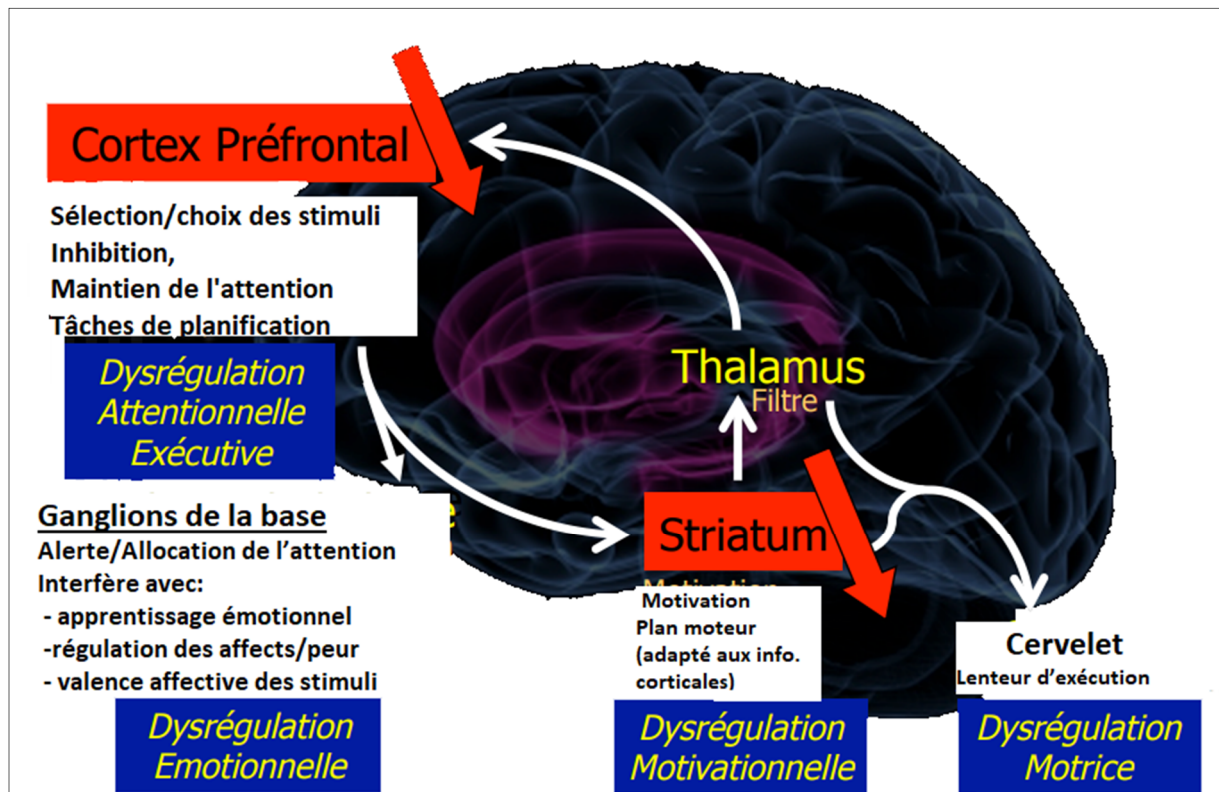 Cortex Préfrontal
Sélection/choix des stimuli
Inhibition,
Maintien de l'attention
Tâches de planification
Dysrégulation
Attentionnelle
Exécutive
Thalamus
Filtre
Ganglions de la base
Alerte/Allocation de l'attention
Interfère avec:
- apprentissage émotionnel
-régulation des affects/peur
- valence affective des stimuli
Dysrégulation
Emotionnelle
Striatum
Motivation
Plan moteur
(adapté aux info.
corticales)
Dysrégulation
Motivationnelle
Cervelet
Lenteur d'exécution
Dysrégulation
Motrice